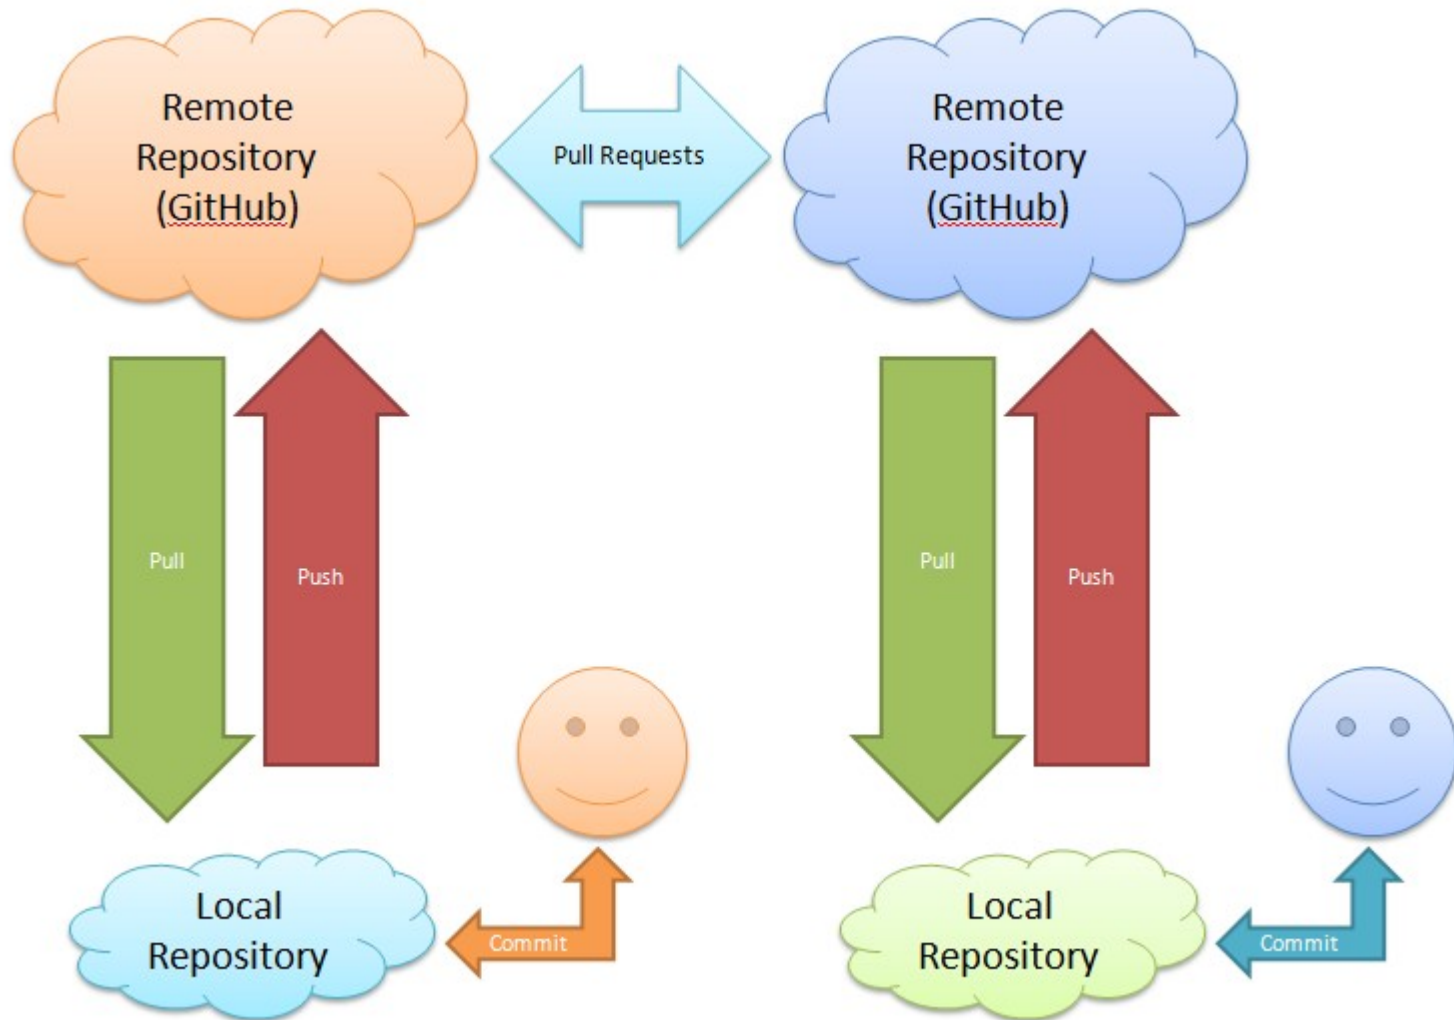 Remote
Repository
(GitHub)
Pull Requests
Remote
Repository
(GitHub)
Pull
Push
Pull
Push
Local
Repository
Commit
Local
Repository
Commit